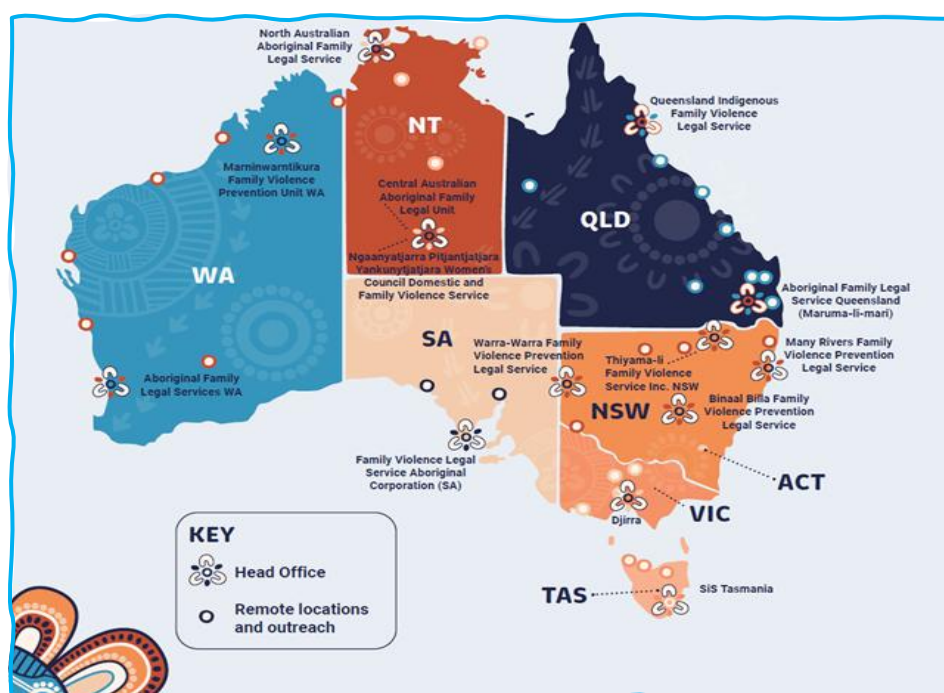 North Australian
Aboriginal Family
Legal Service
NT
Queensland Indigenous
Family Violence
Legal Service
Marninwarntikura
Family Violence
Prevention Unit WA
Central Australian
Aboriginal Family
Legal Unit
QLD
WA
Ngaanyatjarra Pitjantjatjara
Yankunytjatjara Women's
Council Domestic and
Family Violence Service
Aboriginal Family Legal
Service Queensland
(Maruma-li-mari)
SA
Warra-Warra Family
Violence Prevention
Legal Service
Thiyama-li
Family Violence
Service Inc. NSW
Many Rivers Family
Violence Prevention
Legal Service
Aboriginal Family
Legal Services WA
NSW
Binaal Billa Family
Violence Prevention
Legal Service
Family Violence Legal
Service Aboriginal
Corporation (SA)
ACT
VIC
Djirra
KEY
Head Office
Remote locations
and outreach
TAS
SiS Tasmania